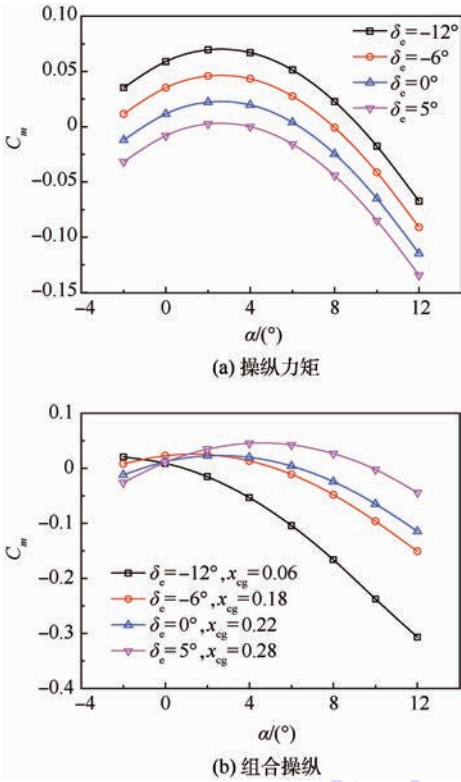 0.10
0.05
0
−0.05
−0.10
−0.15
C_m
δ_e=−12°
δ_e=−6°
δ_e=0°
δ_e=5°
−4 0 4 8 12
α/(°)
(a) 操纵力矩
0.1
0
−0.1
−0.2
−0.3
−0.4
C_m
δ_e=−12°,x_cg=0.06
δ_e=−6°,x_cg=0.18
δ_e=0°,x_cg=0.22
δ_e=5°,x_cg=0.28
−4 0 4 8 12
α/(°)
(b) 组合操纵